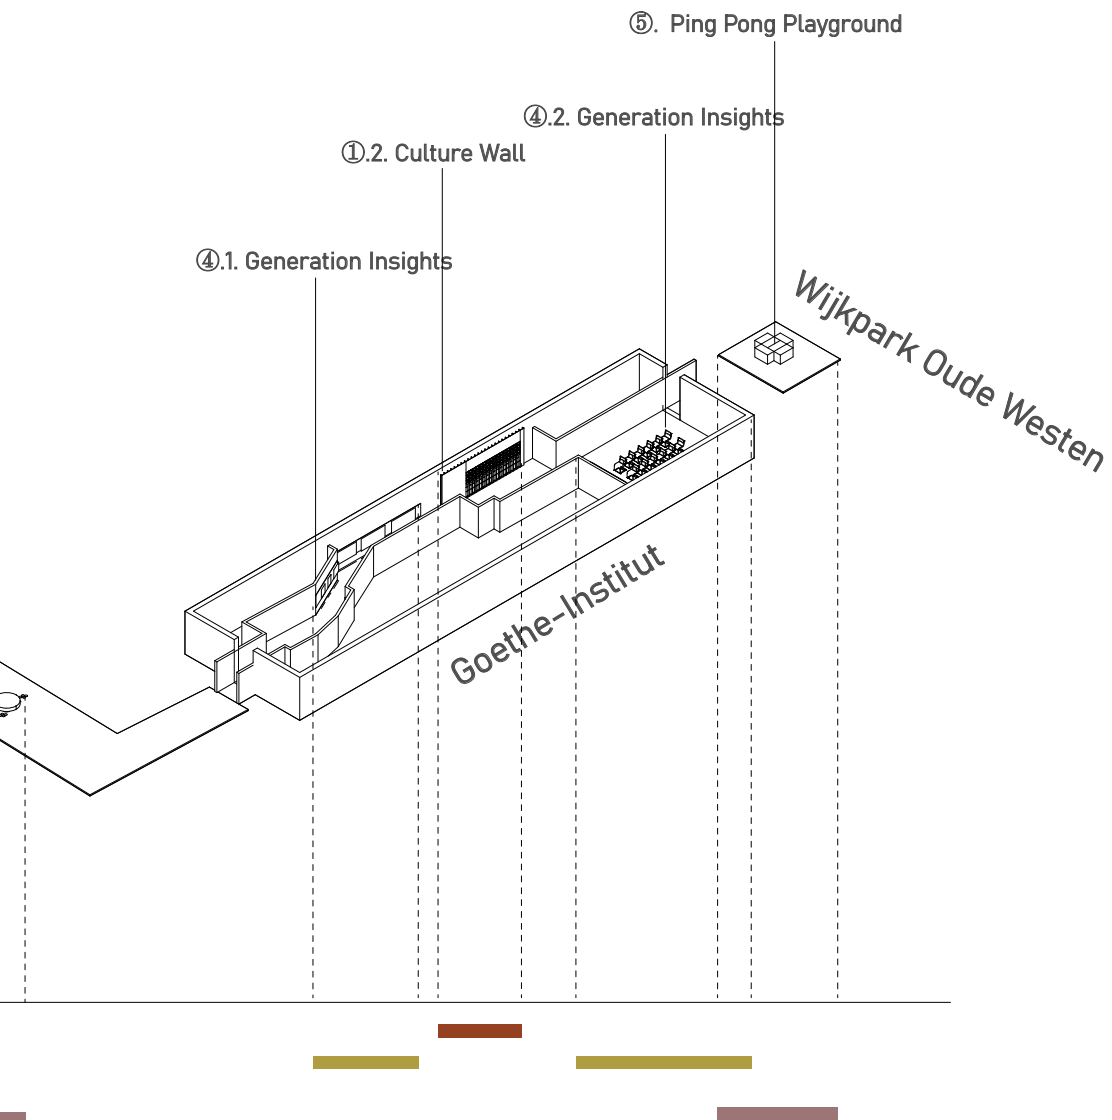 ⑤. Ping Pong Playground
④.2. Generation Insights
①.2. Culture Wall
④.1. Generation Insights
Wijkpark Oude Westen
Goethe-Institut